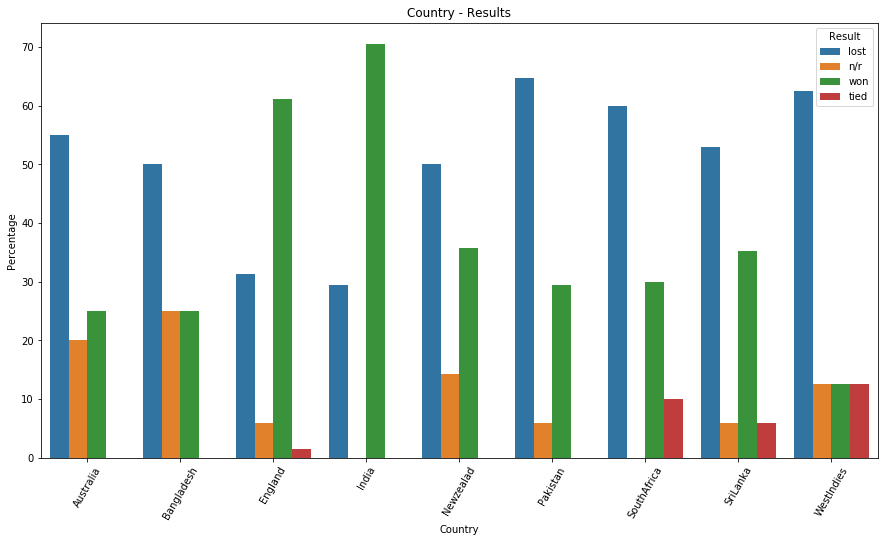 Country - Results
Result
lost
n/r
won
tied
Percentage
70
60
50
40
30
20
10
0
Australia
Bangladesh
England
India
Newzealad
Pakistan
SouthAfrica
SriLanka
WestIndies
Country